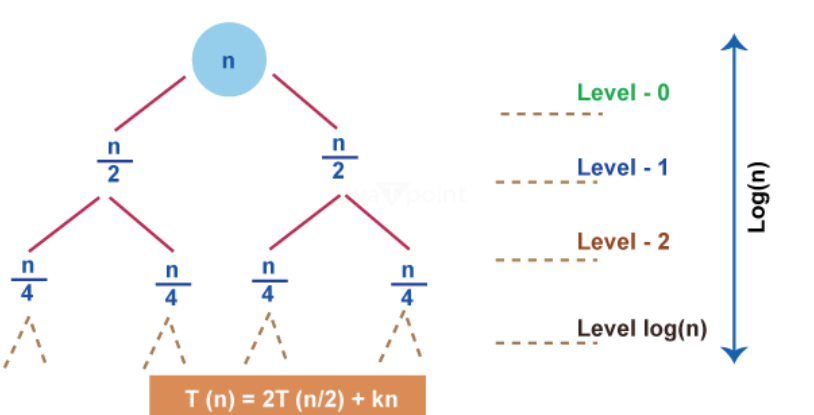 n
Level - 0
n
2
n
2
Level - 1
Level - 2
n
4
n
4
n
4
n
4
Level log(n)
Log(n)
T (n) = 2T (n/2) + kn